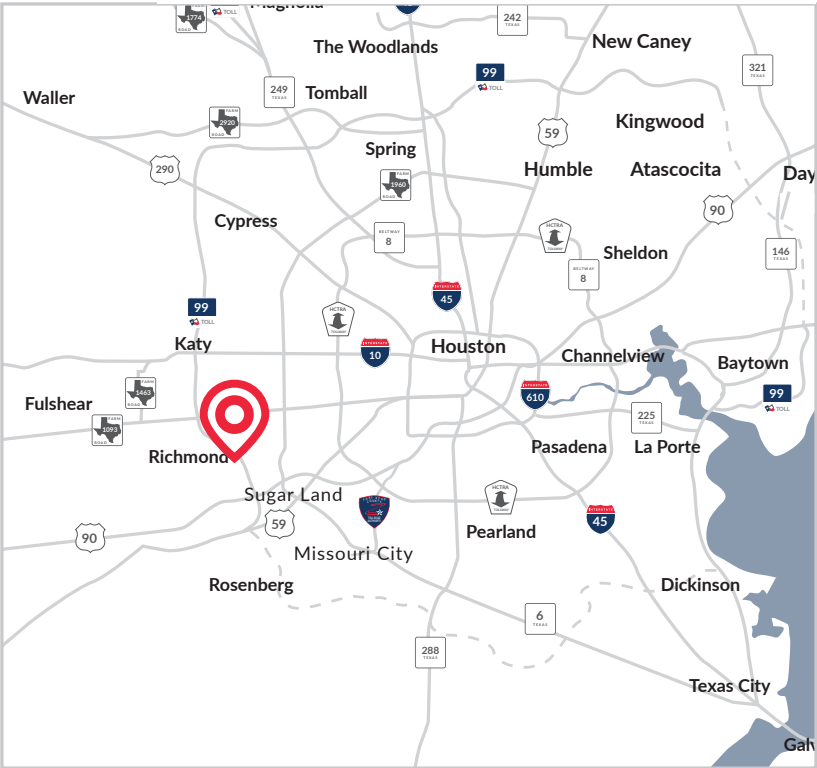 Magnolia
1774
TOLL
242
TEXAS
The Woodlands
New Caney
99
TOLL
321
TEXAS
Waller
249
TEXAS
Tomball
FARM
2920
ROAD
Kingwood
59
Spring
290
Humble
Atascocita
Day
FARM
1960
ROAD
90
Cypress
BELTWAY
8
HCTRA
TOLLWAY
Sheldon
146
TEXAS
BELTWAY
8
INTERSTATE
45
99
TOLL
HCTRA
TOLLWAY
Katy
INTERSTATE
10
Houston
Channelview
Baytown
FARM
1463
ROAD
INTERSTATE
610
99
TOLL
Fulshear
FARM
1093
ROAD
225
TEXAS
Richmond
Pasadena
La Porte
Sugar Land
HCTRA
TOLLWAY
59
INTERSTATE
45
90
Pearland
Missouri City
Rosenberg
Dickinson
6
TEXAS
288
TEXAS
Texas City
Galv